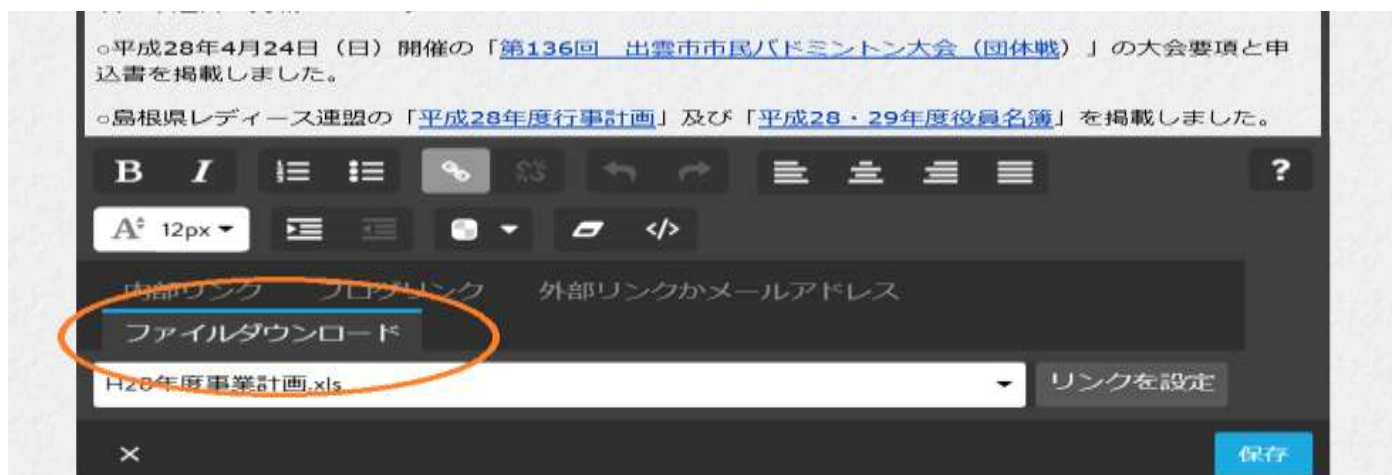 ○平成28年4月24日（日）開催の「第136回　出雲市市民バドミントン大会（団体戦）」の大会要項と申
込書を掲載しました。
○島根県レディース連盟の「平成28年度行事計画」及び「平成28・29年度役員名簿」を掲載しました。
B I ?
A 12px </>
内部リンク ブログリンク 外部リンクかメールアドレス
ファイルダウンロード
H28年度事業計画.xls リンクを設定
× 保存